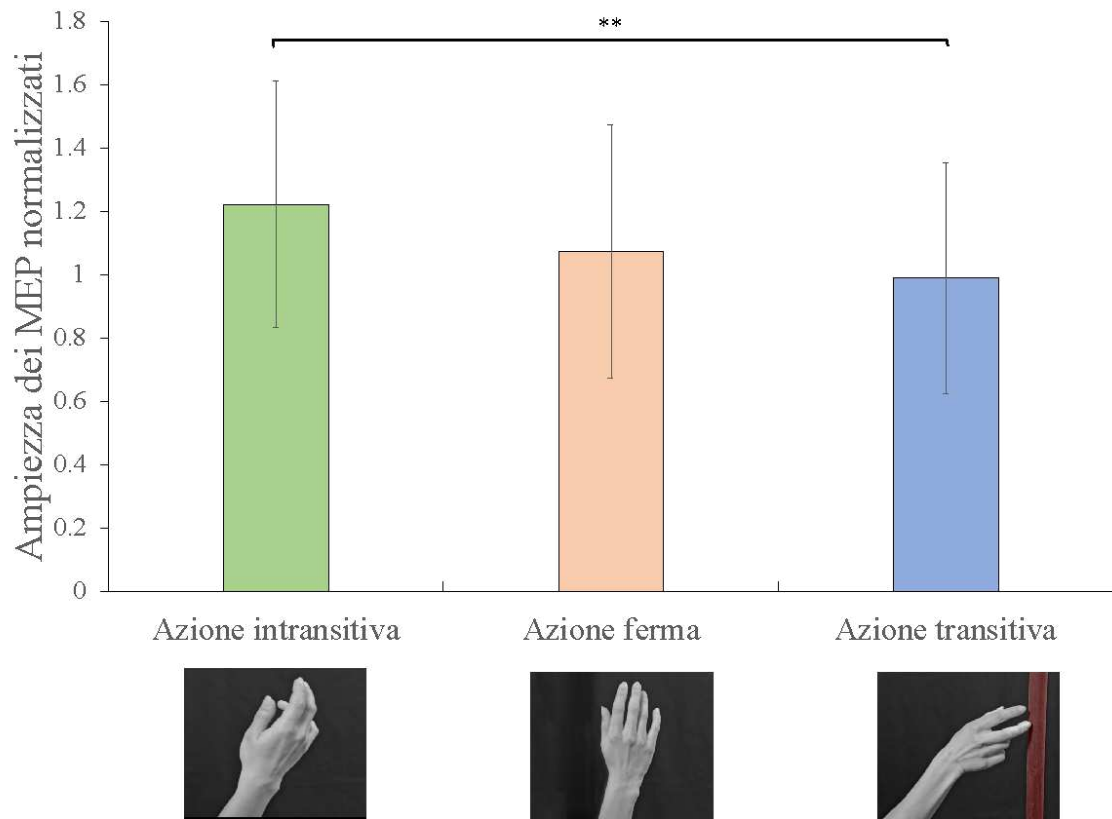 Ampiezza dei MEP normalizzati
1.8
1.6
1.4
1.2
1
0.8
0.6
0.4
0.2
0
**
Azione intransitiva
Azione ferma
Azione transitiva